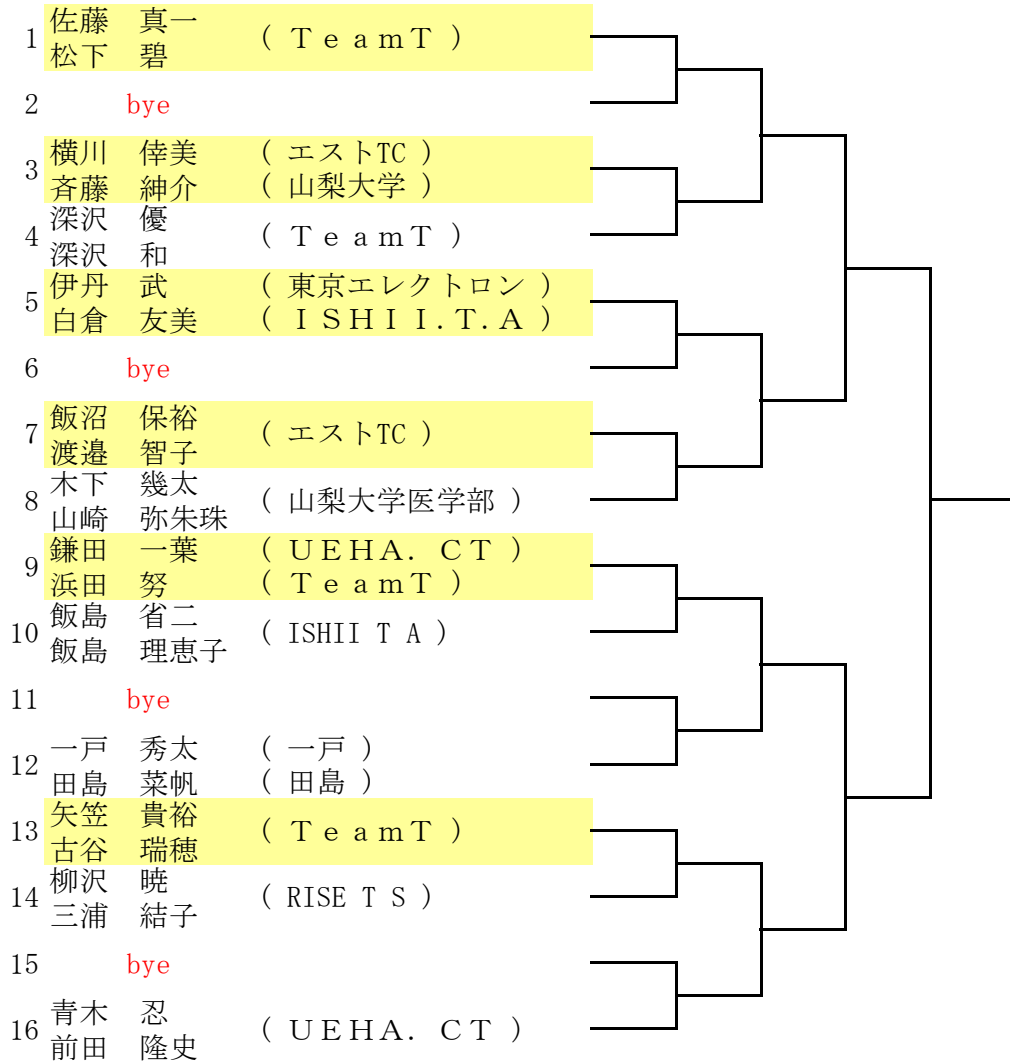 1 佐藤 真一 ( ＴｅａｍＴ )
松下 碧
2 bye
3 横川 倖美 ( エストTC )
斉藤 紳介 ( 山梨大学 )
4 深沢 優 ( ＴｅａｍＴ )
深沢 和
5 伊丹 武 ( 東京エレクトロン )
白倉 友美 ( ＩＳＨＩＩ.Ｔ.Ａ )
6 bye
7 飯沼 保裕 ( エストTC )
渡邉 智子
8 木下 幾太 ( 山梨大学医学部 )
山崎 弥朱珠
9 鎌田 一葉 ( ＵＥＨＡ．ＣＴ )
浜田 努 ( ＴｅａｍＴ )
10 飯島 省二 ( ISHII T A )
飯島 理恵子
11 bye
12 一戸 秀太 ( 一戸 )
田島 菜帆 ( 田島 )
13 矢笠 貴裕 ( ＴｅａｍＴ )
古谷 瑞穂
14 柳沢 暁 ( RISE T S )
三浦 結子
15 bye
16 青木 忍 ( ＵＥＨＡ．ＣＴ )
前田 隆史